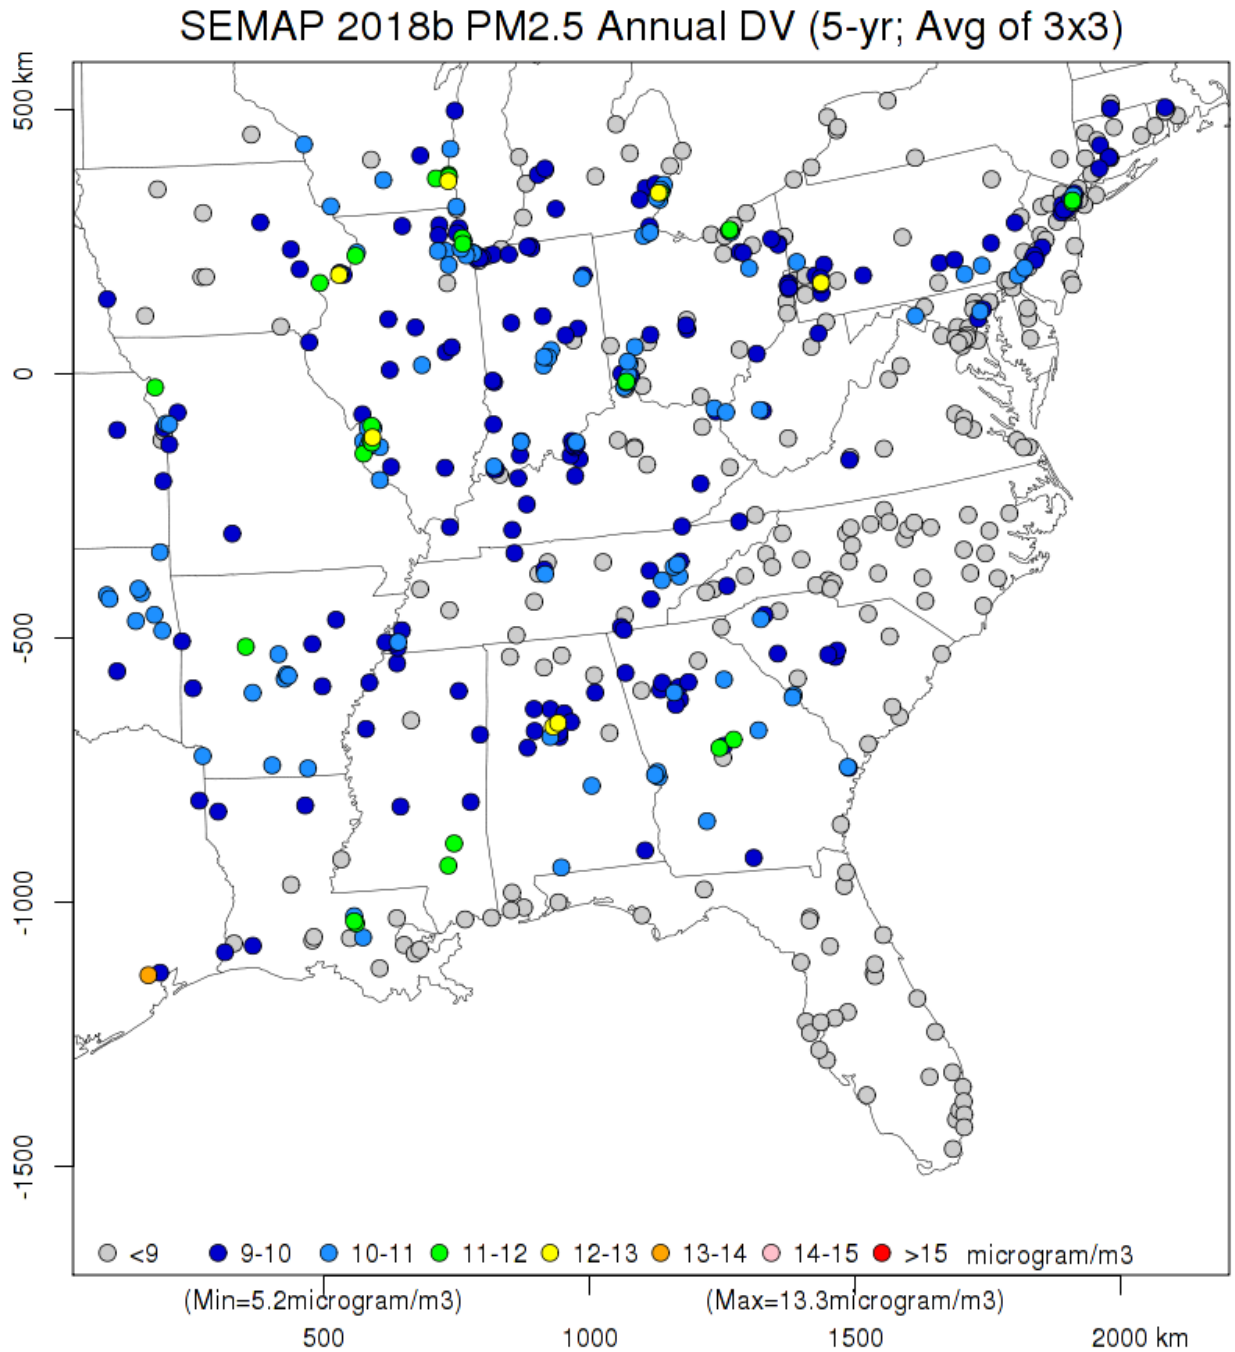 SEMAP 2018b PM2.5 Annual DV (5-yr; Avg of 3x3)
500 km
0
-500
-1000
-1500
<9 9-10 10-11 11-12 12-13 13-14 14-15 >15 microgram/m3
(Min=5.2microgram/m3) (Max=13.3microgram/m3)
500 1000 1500 2000 km